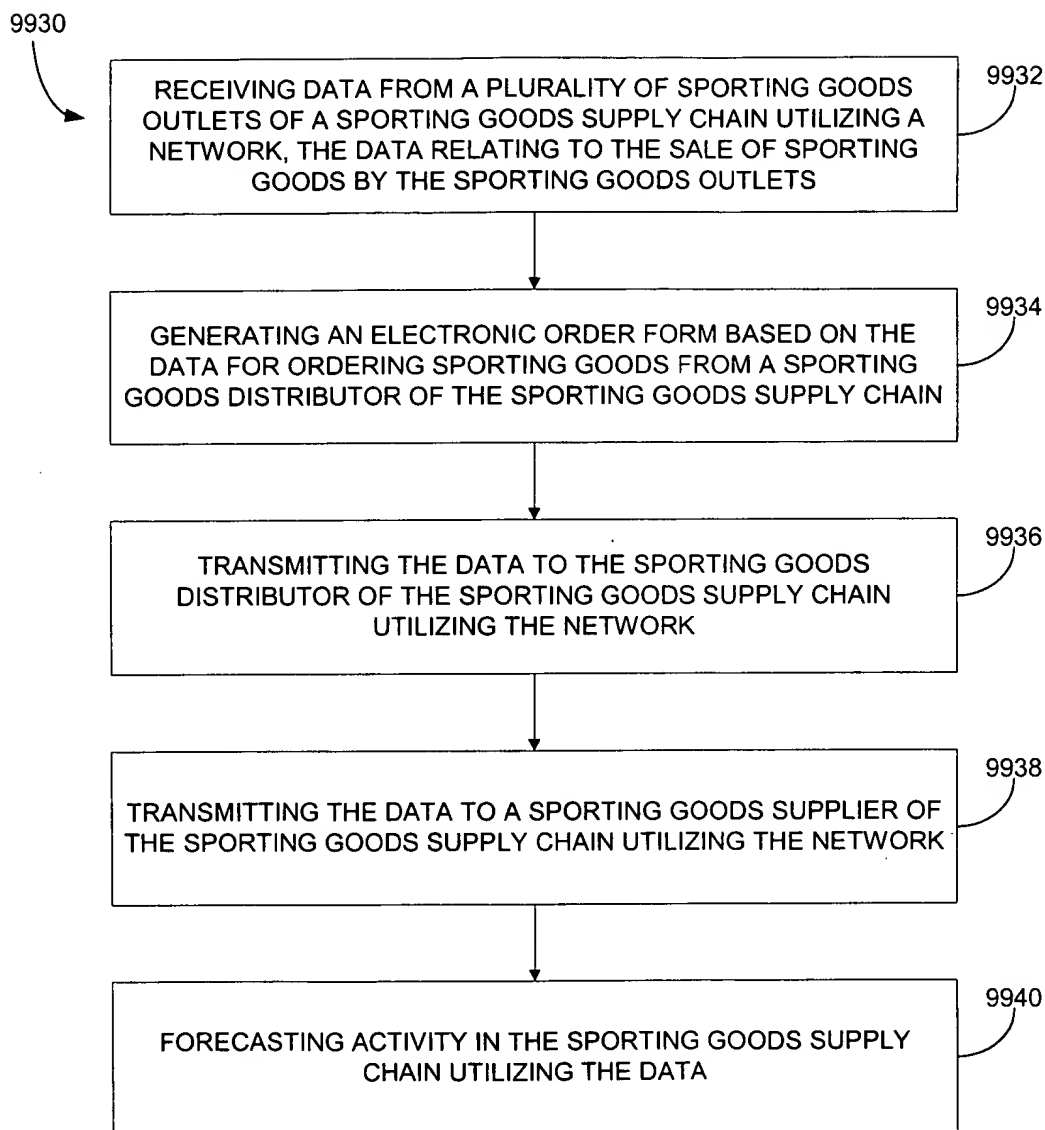 9930
RECEIVING DATA FROM A PLURALITY OF SPORTING GOODS
OUTLETS OF A SPORTING GOODS SUPPLY CHAIN UTILIZING A
NETWORK, THE DATA RELATING TO THE SALE OF SPORTING
GOODS BY THE SPORTING GOODS OUTLETS
9932
GENERATING AN ELECTRONIC ORDER FORM BASED ON THE
DATA FOR ORDERING SPORTING GOODS FROM A SPORTING
GOODS DISTRIBUTOR OF THE SPORTING GOODS SUPPLY CHAIN
9934
TRANSMITTING THE DATA TO THE SPORTING GOODS
DISTRIBUTOR OF THE SPORTING GOODS SUPPLY CHAIN
UTILIZING THE NETWORK
9936
TRANSMITTING THE DATA TO A SPORTING GOODS SUPPLIER OF
THE SPORTING GOODS SUPPLY CHAIN UTILIZING THE NETWORK
9938
FORECASTING ACTIVITY IN THE SPORTING GOODS SUPPLY
CHAIN UTILIZING THE DATA
9940